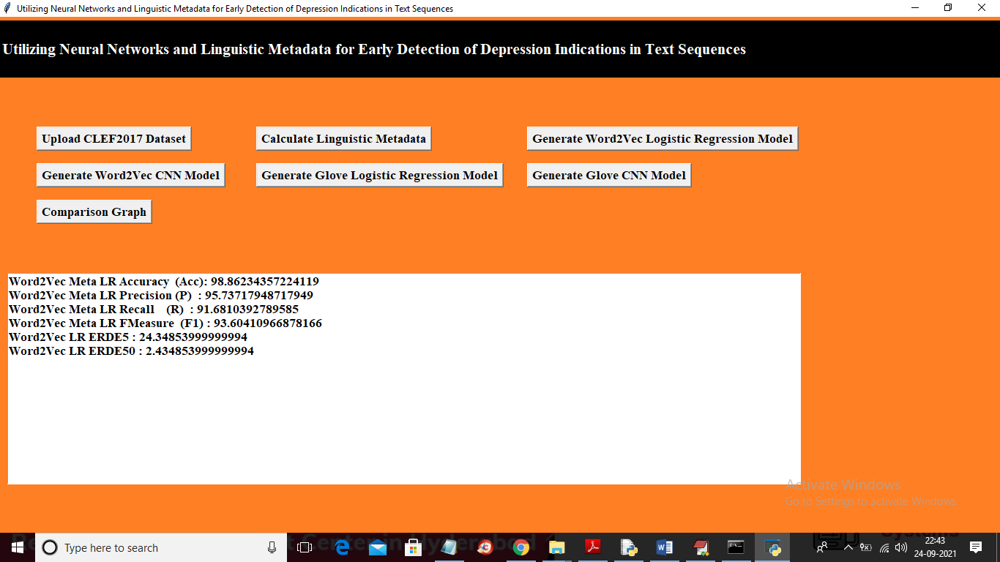 Utilizing Neural Networks and Linguistic Metadata for Early Detection of Depression Indications in Text Sequences
Utilizing Neural Networks and Linguistic Metadata for Early Detection of Depression Indications in Text Sequences
Upload CLEF2017 Dataset Calculate Linguistic Metadata Generate Word2Vec Logistic Regression Model
Generate Word2Vec CNN Model Generate Glove Logistic Regression Model Generate Glove CNN Model
Comparison Graph
Word2Vec Meta LR Accuracy  (Acc): 98.86234357224119
Word2Vec Meta LR Precision (P)  : 95.73717948717949
Word2Vec Meta LR Recall    (R)  : 91.6810392789585
Word2Vec Meta LR FMeasure  (F1) : 93.60410966878166
Word2Vec LR ERDE5 : 24.34853999999994
Word2Vec LR ERDE50 : 2.434853999999994
Activate Windows
Go to Settings to activate Windows.
Type here to search
Center in Hyderabad
Systems
22:43
24-09-2021